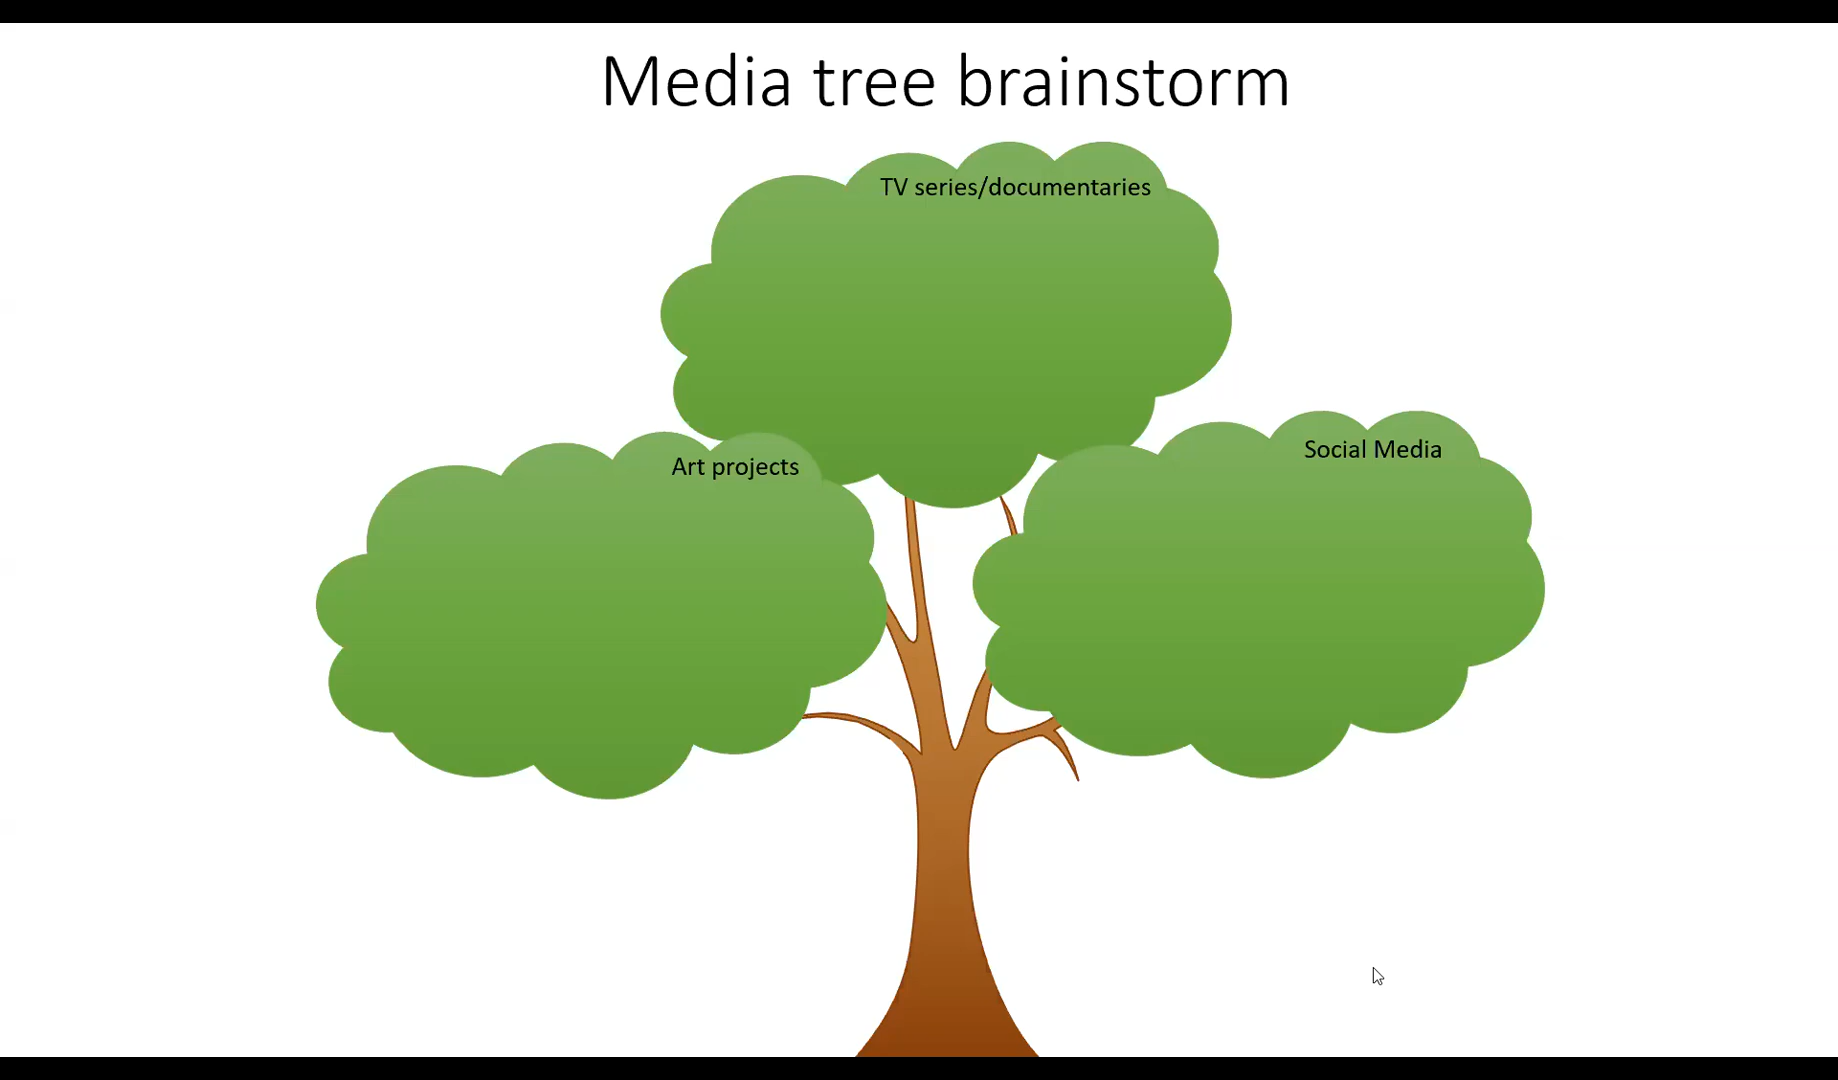 Media tree brainstorm
TV series/documentaries
Art projects
Social Media